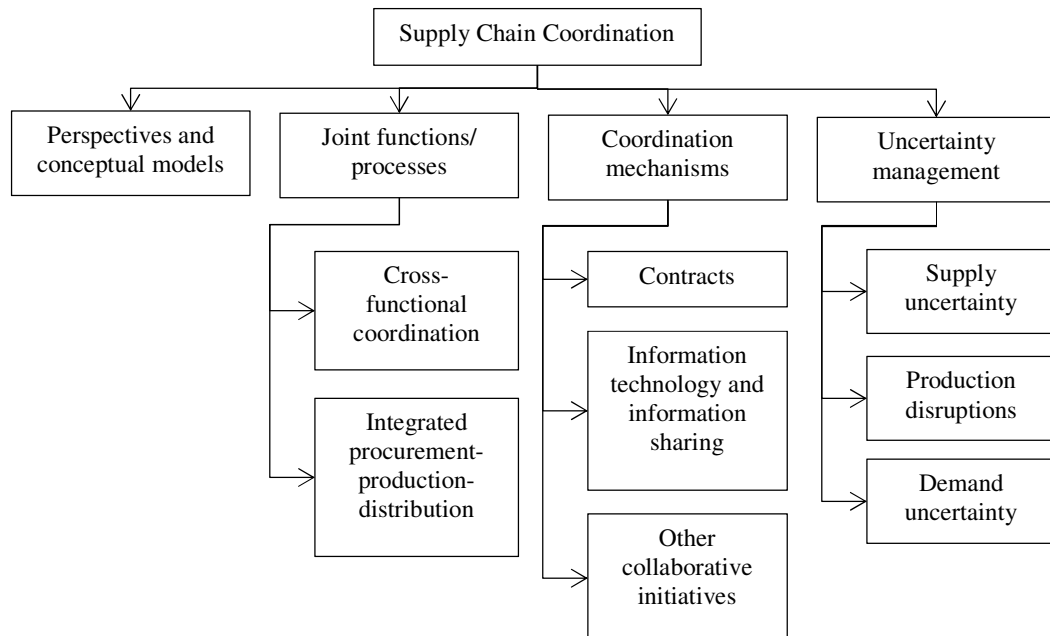 Supply Chain Coordination
Perspectives and
conceptual models
Joint functions/
processes
Coordination
mechanisms
Uncertainty
management
Cross-
functional
coordination
Integrated
procurement-
production-
distribution
Contracts
Information
technology and
information
sharing
Other
collaborative
initiatives
Supply
uncertainty
Production
disruptions
Demand
uncertainty